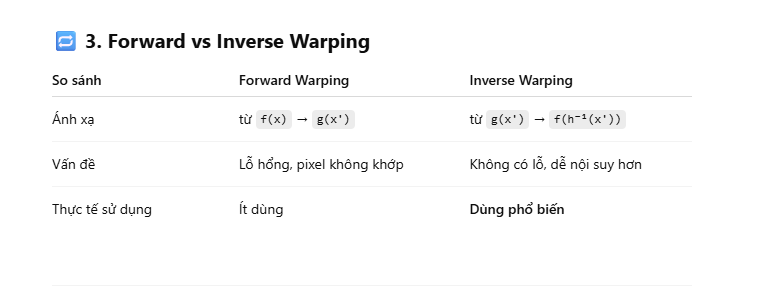 🔁 3. Forward vs Inverse Warping
So sánh Forward Warping Inverse Warping
Ánh xạ từ f(x) → g(x') từ g(x') → f(h⁻¹(x'))
Vấn đề Lỗ hổng, pixel không khớp Không có lỗ, dễ nội suy hơn
Thực tế sử dụng Ít dùng Dùng phổ biến